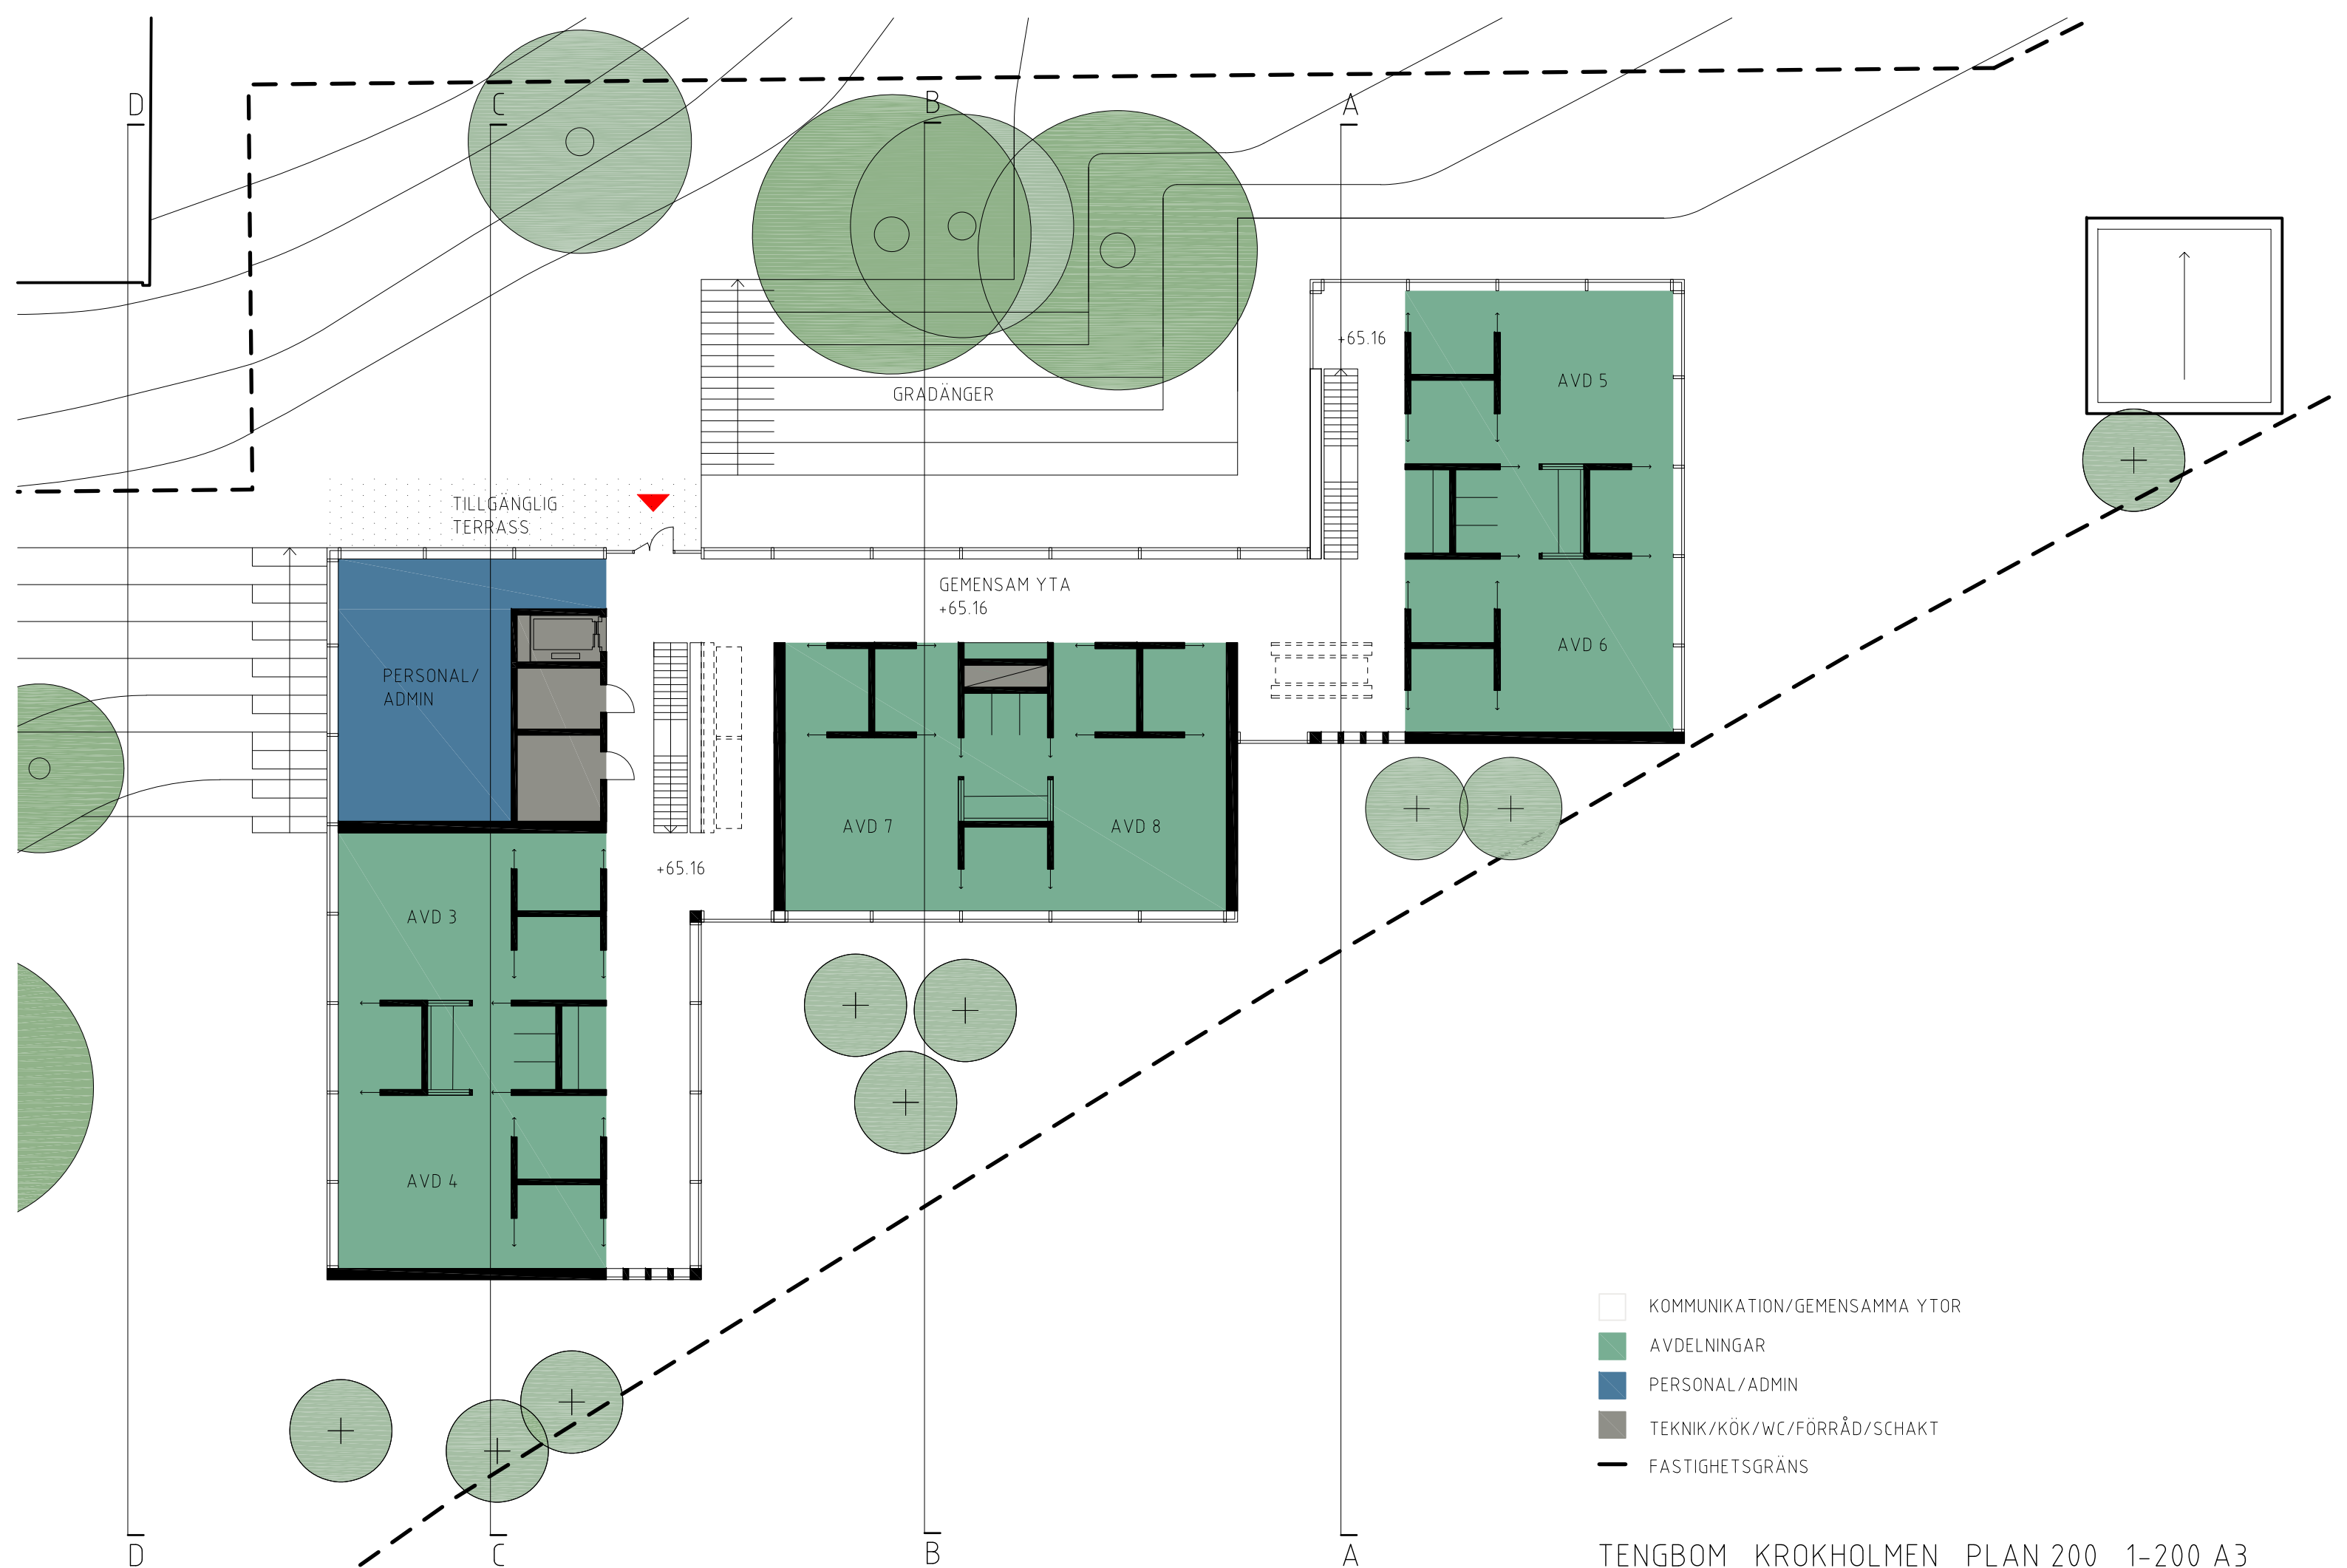 D
C
B
A
+65.16
AVD 5
GRADÄNGER
TILLGÄNGLIG
TERRASS
GEMENSAM YTA
+65.16
AVD 6
PERSONAL/
ADMIN
AVD 7
AVD 8
+65.16
AVD 3
AVD 4
KOMMUNIKATION/GEMENSAMMA YTOR
AVDELNINGAR
PERSONAL/ADMIN
TEKNIK/KÖK/WC/FÖRRÅD/SCHAKT
FASTIGHETSGRÄNS
D
C
B
A
TENGBOM KROKHOLMEN PLAN 200 1-200 A3